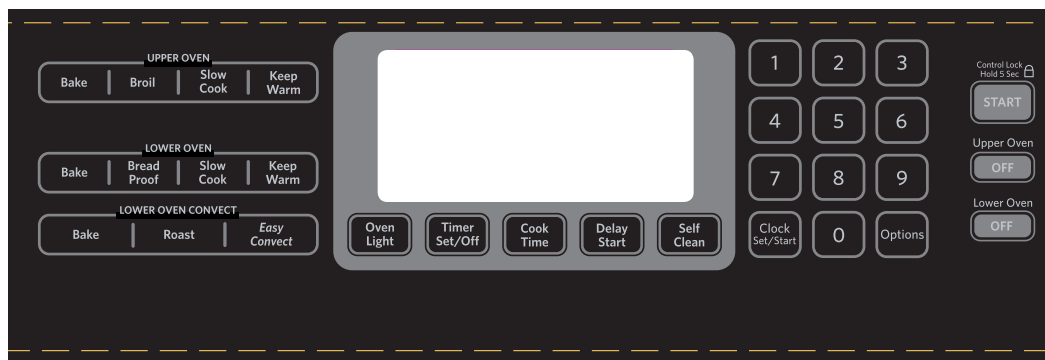 UPPER OVEN
Bake Broil Slow Cook Keep Warm
LOWER OVEN
Bake Bread Proof Slow Cook Keep Warm
LOWER OVEN CONVECT
Bake Roast Easy Convect
Oven Light Timer Set/Off Cook Time Delay Start Self Clean
1 2 3
4 5 6
7 8 9
Clock Set/Start 0 Options
Control Lock
Hold 5 Sec
START
Upper Oven
OFF
Lower Oven
OFF